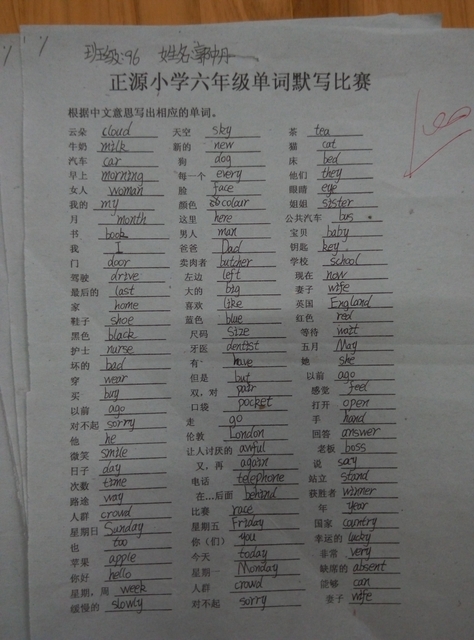 班级:96 姓名:郭中丹
正源小学六年级单词默写比赛
根据中文意思写出相应的单词。
云朵 cloud 天空 sky 茶 tea
牛奶 milk 新的 new 猫 cat
汽车 car 狗 dog 床 bed
早上 morning 每一个 every 他们 they
女人 woman 脸 face 眼睛 eye
我的 my 颜色 colour 姐姐 sister
月 month 这里 here 公共汽车 bus
书 book 男人 man 宝贝 baby
我 I 爸爸 Dad 钥匙 key
门 door 卖肉者 butcher 学校 school
驾驶 drive 左边 left 现在 now
最后的 last 大的 big 妻子 wife
家 home 喜欢 like 英国 England
鞋子 shoe 蓝色 blue 红色 red
黑色 black 尺码 size 等待 wait
护士 nurse 牙医 dentist 五月 May
坏的 bad 有 have 她 she
穿 wear 但是 but 以前 ago
买 buy 双,对 pair 感觉 feel
以前 ago 口袋 pocket 打开 open
对不起 sorry 走 go 手 hand
他 he 伦敦 London 回答 answer
微笑 smile 让人讨厌的 awful 老板 boss
日子 day 又,再 again 说 say
次数 time 电话 telephone 站立 stand
路途 way 在…后面 behind 获胜者 winner
人群 crowd 比赛 race 年 year
星期日 Sunday 星期五 Friday 国家 country
也 too 你(们) you 幸运的 lucky
苹果 apple 今天 today 非常 very
你好 hello 星期一 Monday 缺席的 absent
星期,周 week 人群 crowd 能够 can
缓慢的 slowly 对不起 sorry 妻子 wife